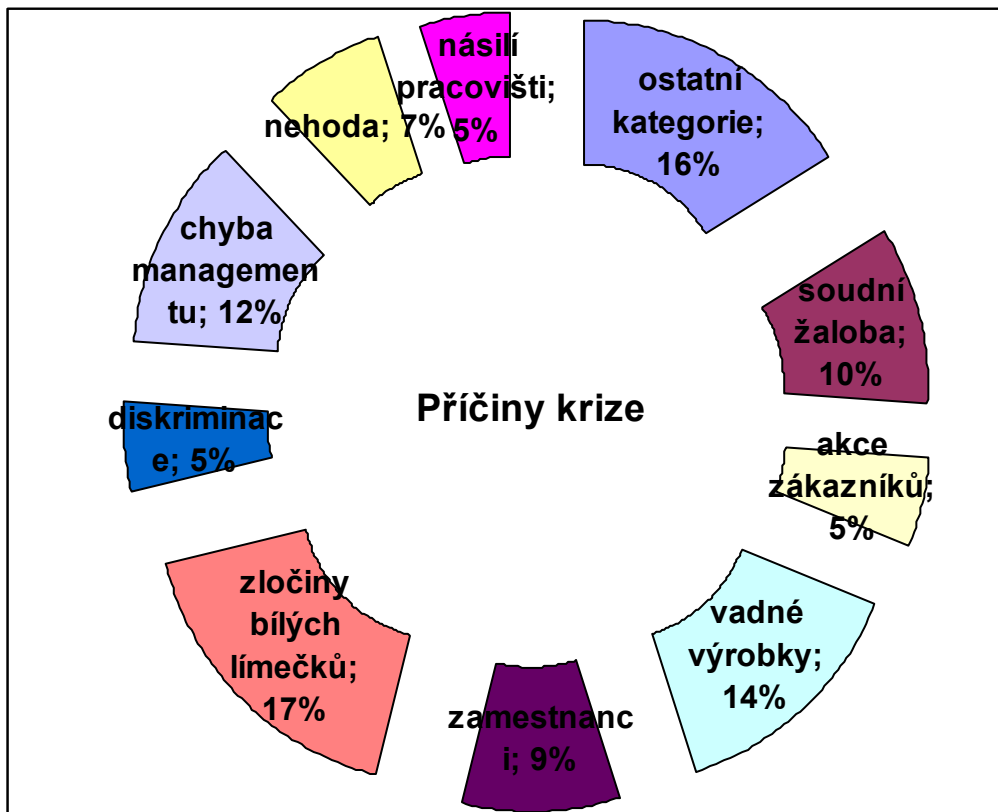 násilí
pracovišti;
5%
ostatní
kategorie;
16%
nehoda; 7%
chyba
managemen
tu; 12%
soudní
žaloba;
10%
Příčiny krize
diskriminac
e; 5%
akce
zákazníků;
5%
zločiny
bílých
límečků;
17%
vadné
výrobky;
14%
zamestnanc
i; 9%